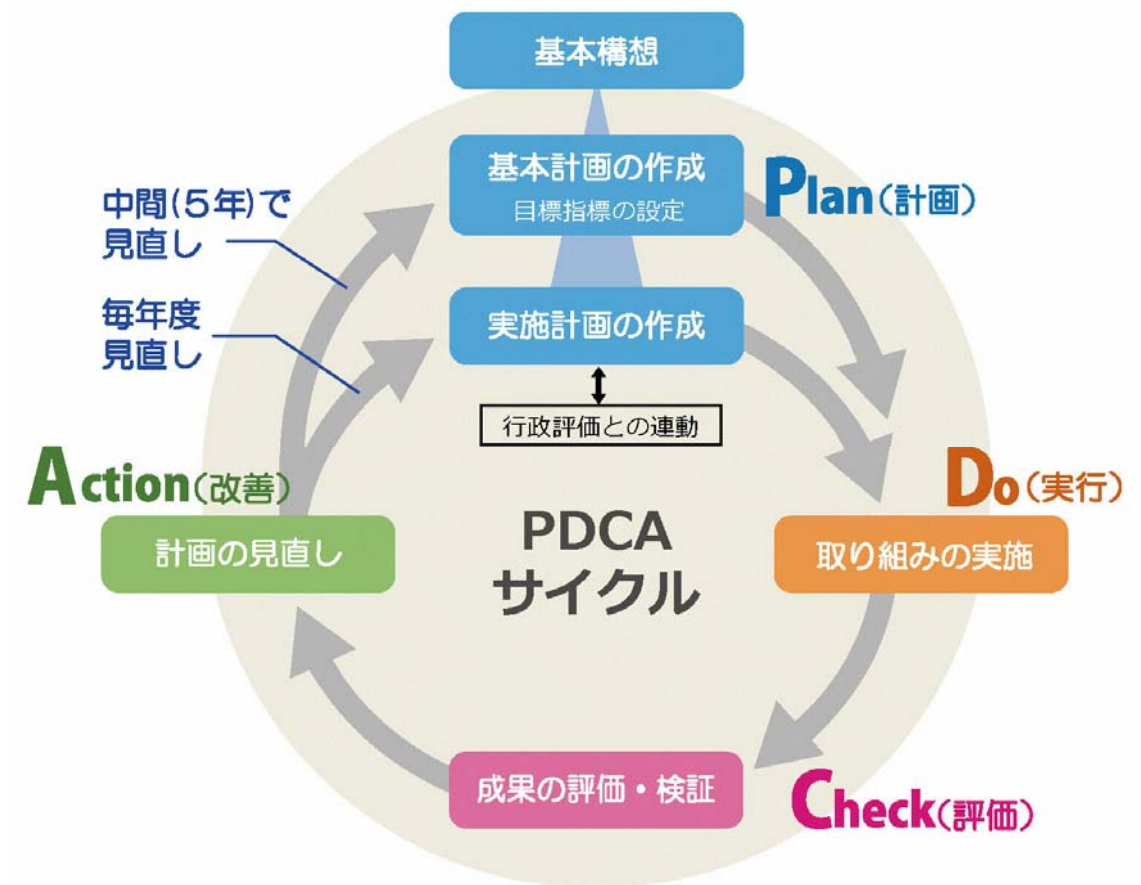 基本構想
基本計画の作成
目標指標の設定
Plan(計画)
中間(5年)で
見直し
毎年度
見直し
実施計画の作成
行政評価との連動
Action(改善)
計画の見直し
PDCA
サイクル
Do(実行)
取り組みの実施
成果の評価・検証
Check(評価)